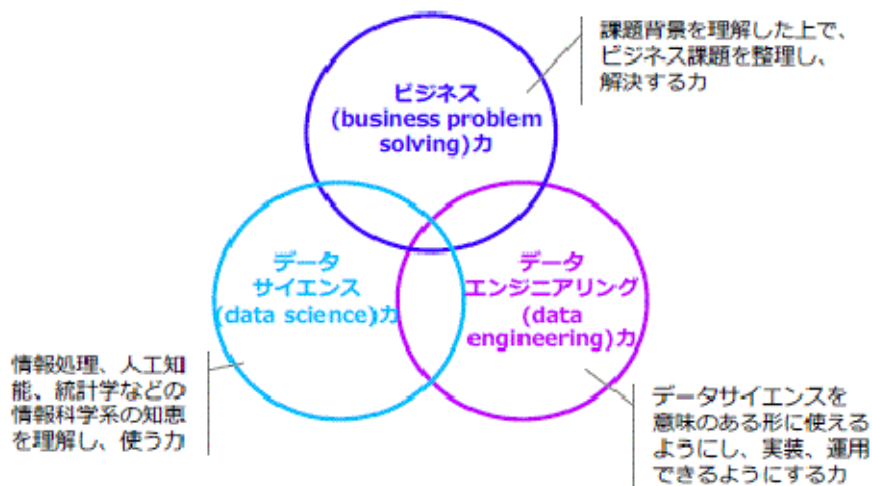 課題背景を理解した上で、
ビジネス課題を整理し、
解決する力
ビジネス
(business problem
solving)力
データ
サイエンス
(data science)力
データ
エンジニアリング
(data
engineering)力
情報処理、人工知
能、統計学などの
情報科学系の知恵
を理解し、使う力
データサイエンスを
意味のある形に使える
ようにし、実装、運用
できるようにする力